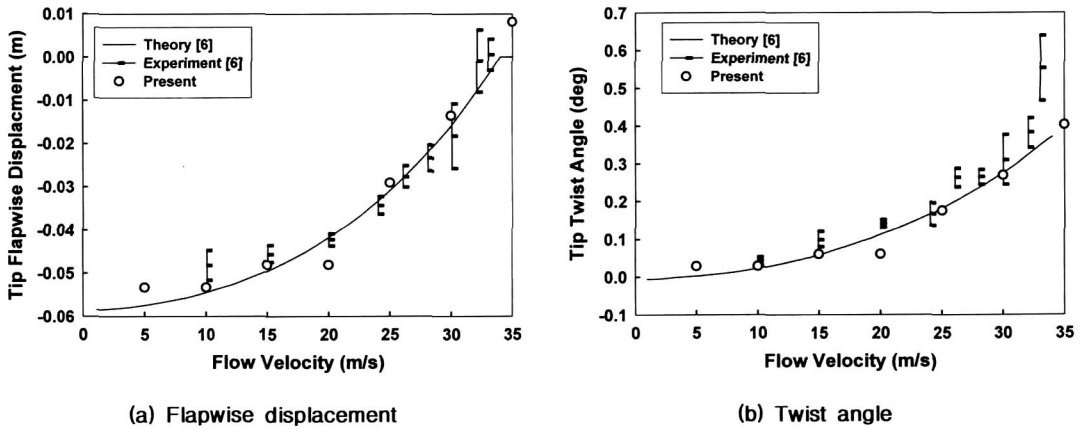 Tip Flapwise Displacment (m)
0.01
0.00
-0.01
-0.02
-0.03
-0.04
-0.05
-0.06
Theory [6]
Experiment [6]
Present
0 5 10 15 20 25 30 35
Flow Velocity (m/s)
(a) Flapwise displacement
Tip Twist Angle (deg)
0.7
0.6
0.5
0.4
0.3
0.2
0.1
0.0
-0.1
Theory [6]
Experiment [6]
Present
0 5 10 15 20 25 30 35
Flow Velocity (m/s)
(b) Twist angle